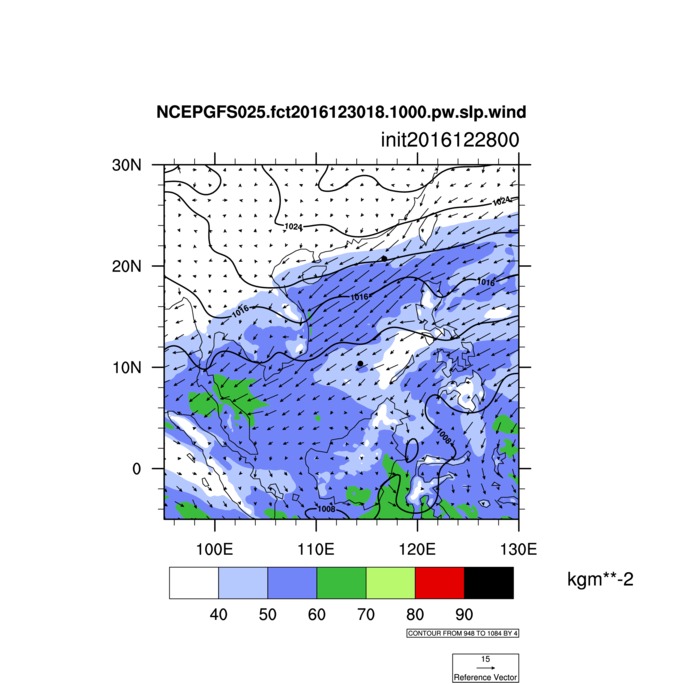 NCEPGFS025.fct2016123018.1000.pw.slp.wind
init2016122800
30N
1024
1024
20N
1016
1016
1016
10N
1008
0
1008
100E 110E 120E 130E
kgm**-2
40 50 60 70 80 90
CONTOUR FROM 948 TO 1084 BY 4
15
Reference Vector